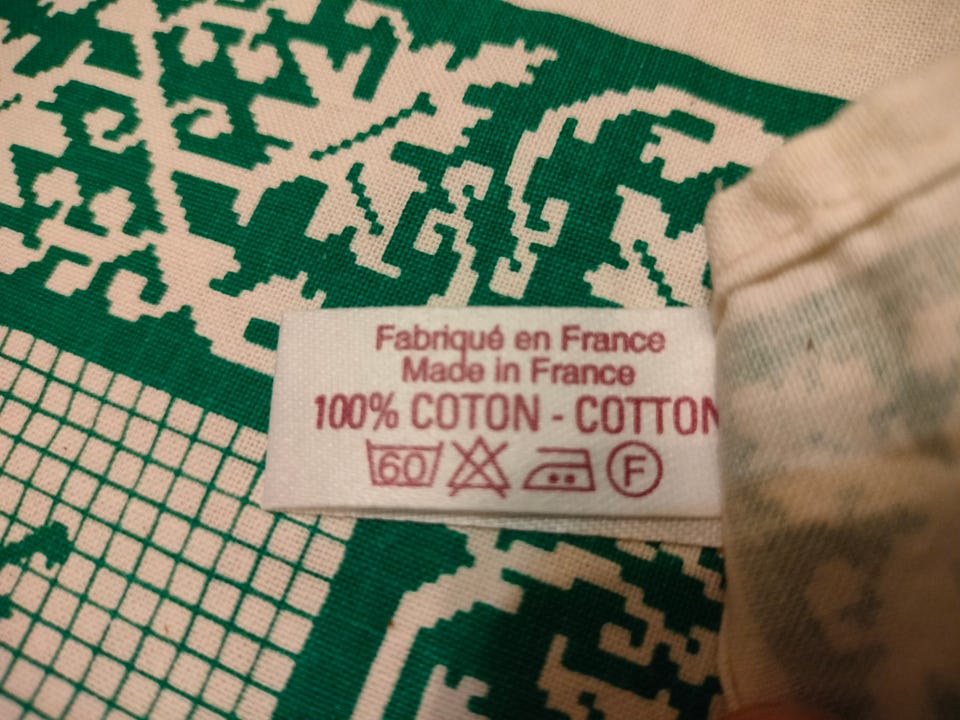 Fabriqué en France
Made in France
100% COTON - COTTON
60 F